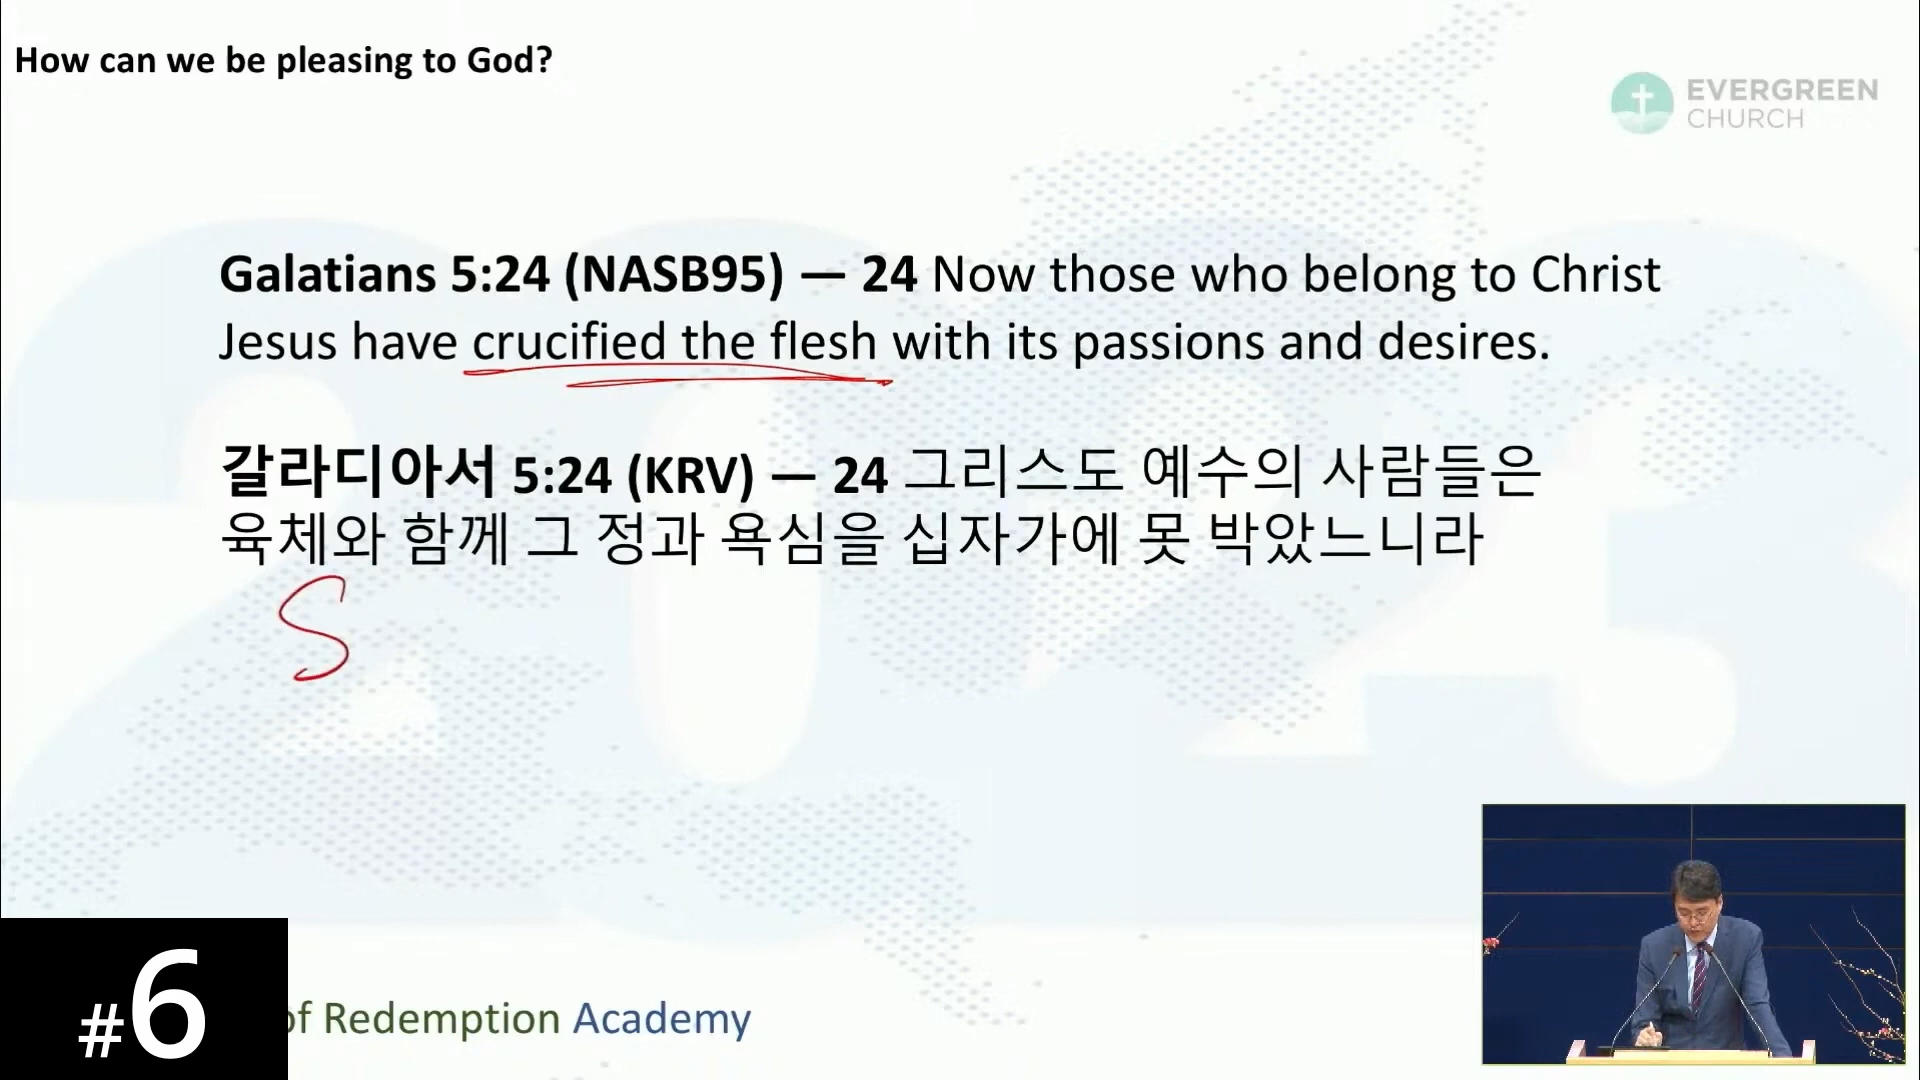 How can we be pleasing to God?
EVERGREEN
CHURCH
Galatians 5:24 (NASB95) — 24 Now those who belong to Christ
Jesus have crucified the flesh with its passions and desires.
갈라디아서 5:24 (KRV) — 24 그리스도 예수의 사람들은
육체와 함께 그 정과 욕심을 십자가에 못 박았느니라
S
#6
of Redemption Academy